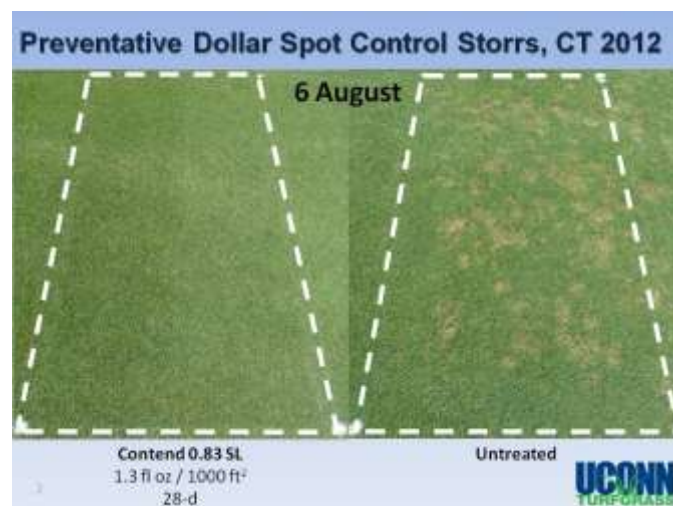 Preventative Dollar Spot Control Storrs, CT 2012
6 August
Contend 0.83 SL
1.3 fl oz / 1000 ft²
28-d
Untreated
UCONN
TURFGRASS